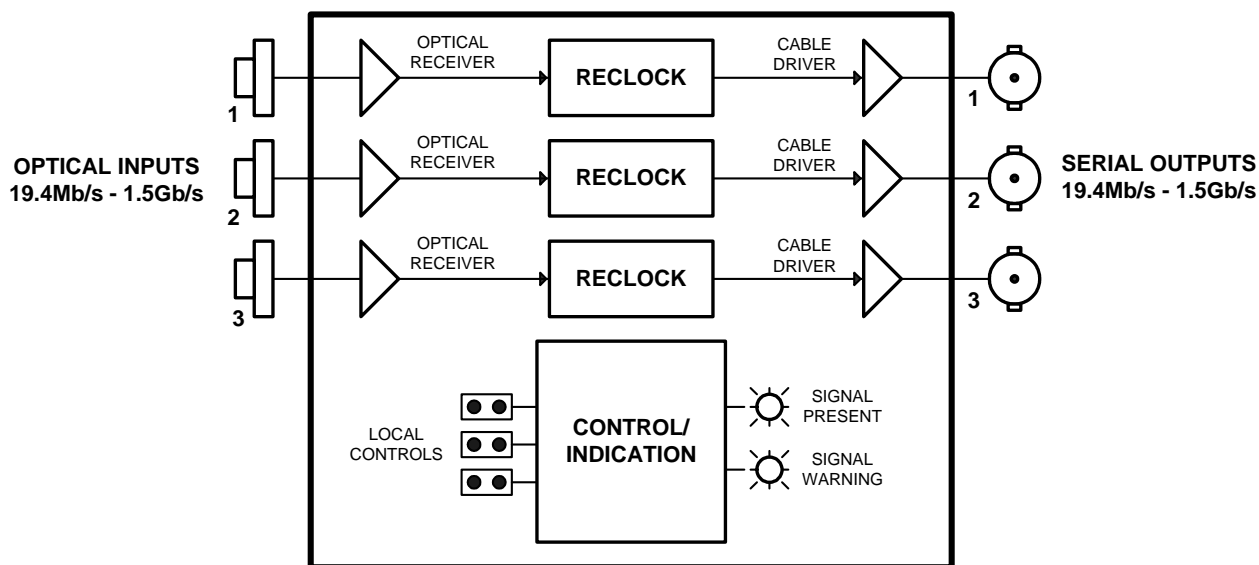 OPTICAL
RECEIVER
RECLOCK
CABLE
DRIVER
1
1
OPTICAL INPUTS
19.4Mb/s - 1.5Gb/s
OPTICAL
RECEIVER
RECLOCK
CABLE
DRIVER
2
2
SERIAL OUTPUTS
19.4Mb/s - 1.5Gb/s
OPTICAL
RECEIVER
RECLOCK
CABLE
DRIVER
3
3
LOCAL
CONTROLS
CONTROL/
INDICATION
SIGNAL
PRESENT
SIGNAL
WARNING